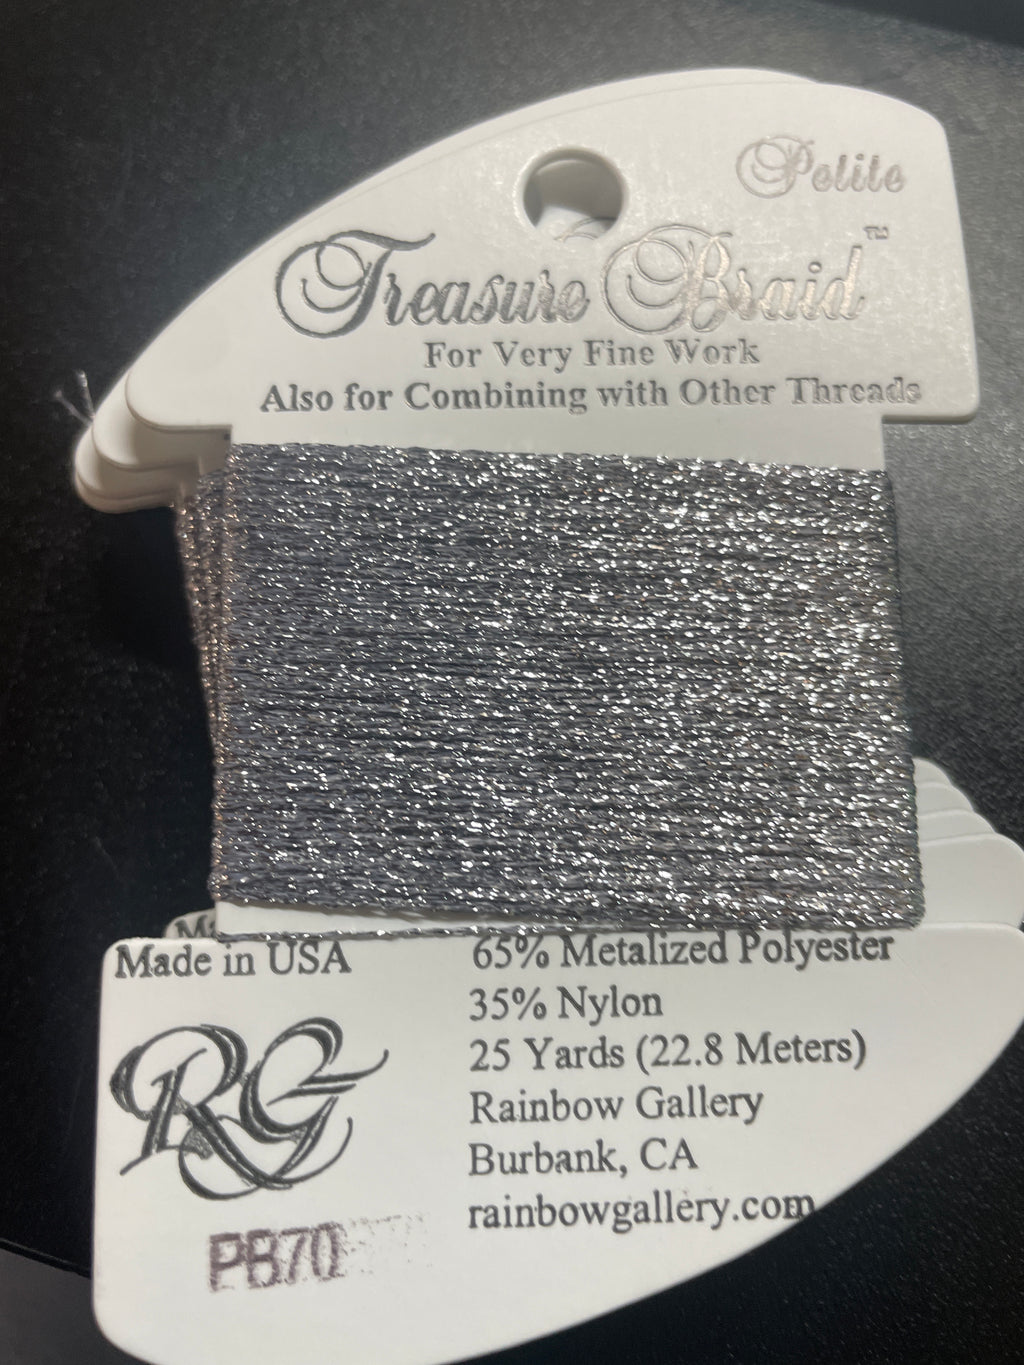 Petite
Treasure Braid™
For Very Fine Work
Also for Combining with Other Threads
Made in USA
RG
PB70
65% Metalized Polyester
35% Nylon
25 Yards (22.8 Meters)
Rainbow Gallery
Burbank, CA
rainbowgallery.com